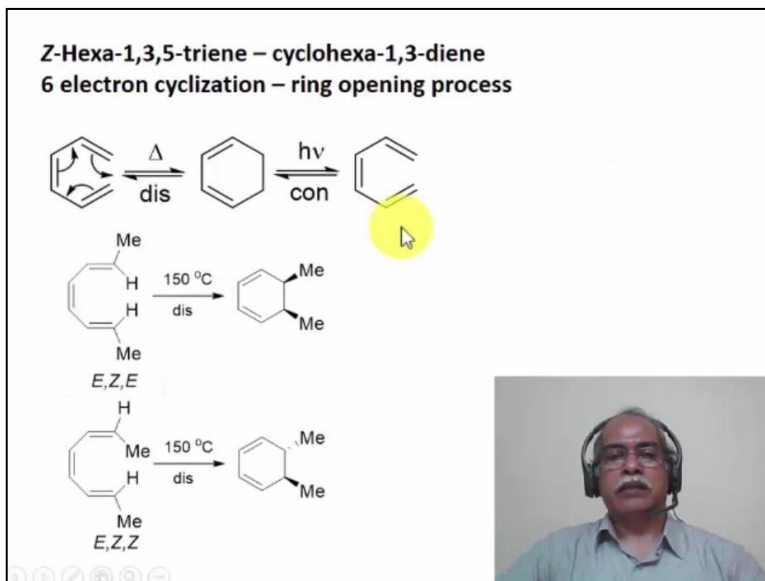 Z-Hexa-1,3,5-triene – cyclohexa-1,3-diene
6 electron cyclization – ring opening process
Δ
dis
hν
con
Me
H
H
Me
E,Z,E
150 °C
dis
Me
Me
H
Me
H
Me
E,Z,Z
150 °C
dis
Me
Me